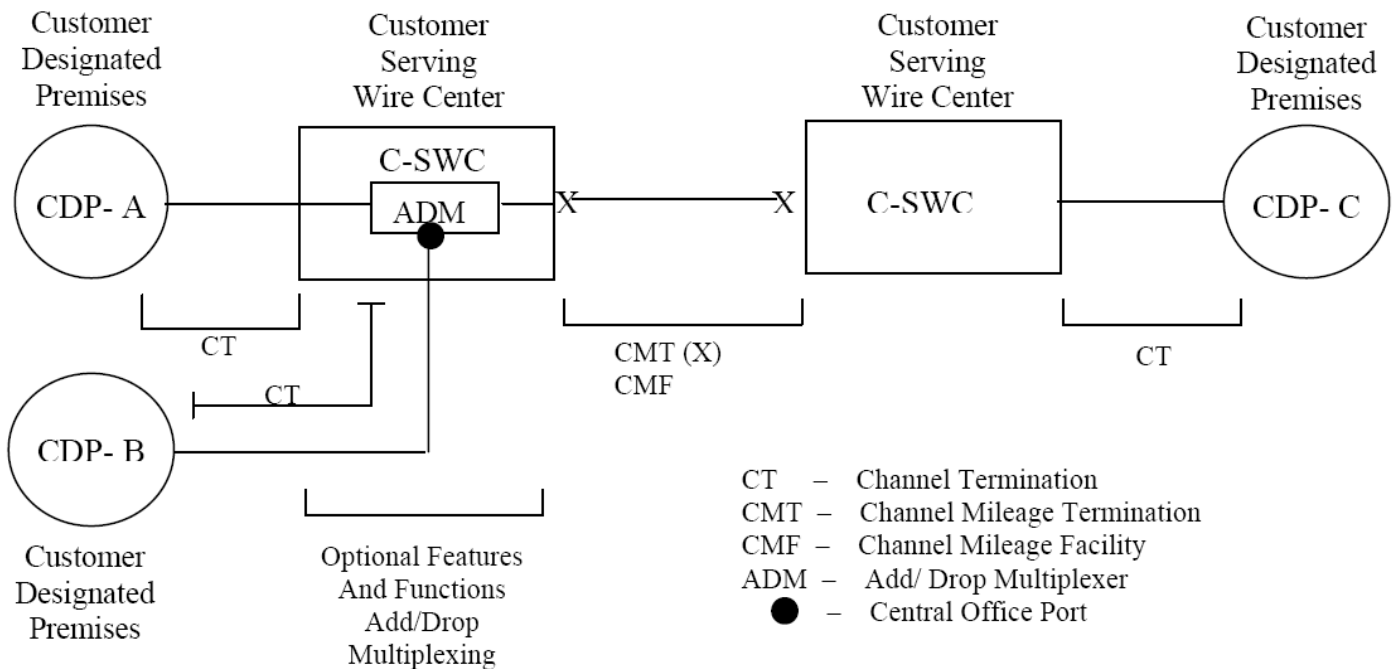 Customer
Designated
Premises
Customer
Serving
Wire Center
Customer
Serving
Wire Center
Customer
Designated
Premises
CDP- A
C-SWC
ADM
X
X
C-SWC
CDP- C
CT
CT
CMT (X)
CMF
CT
CDP- B
Customer
Designated
Premises
Optional Features
And Functions
Add/Drop
Multiplexing
CT – Channel Termination
CMT – Channel Mileage Termination
CMF – Channel Mileage Facility
ADM – Add/ Drop Multiplexer
– Central Office Port